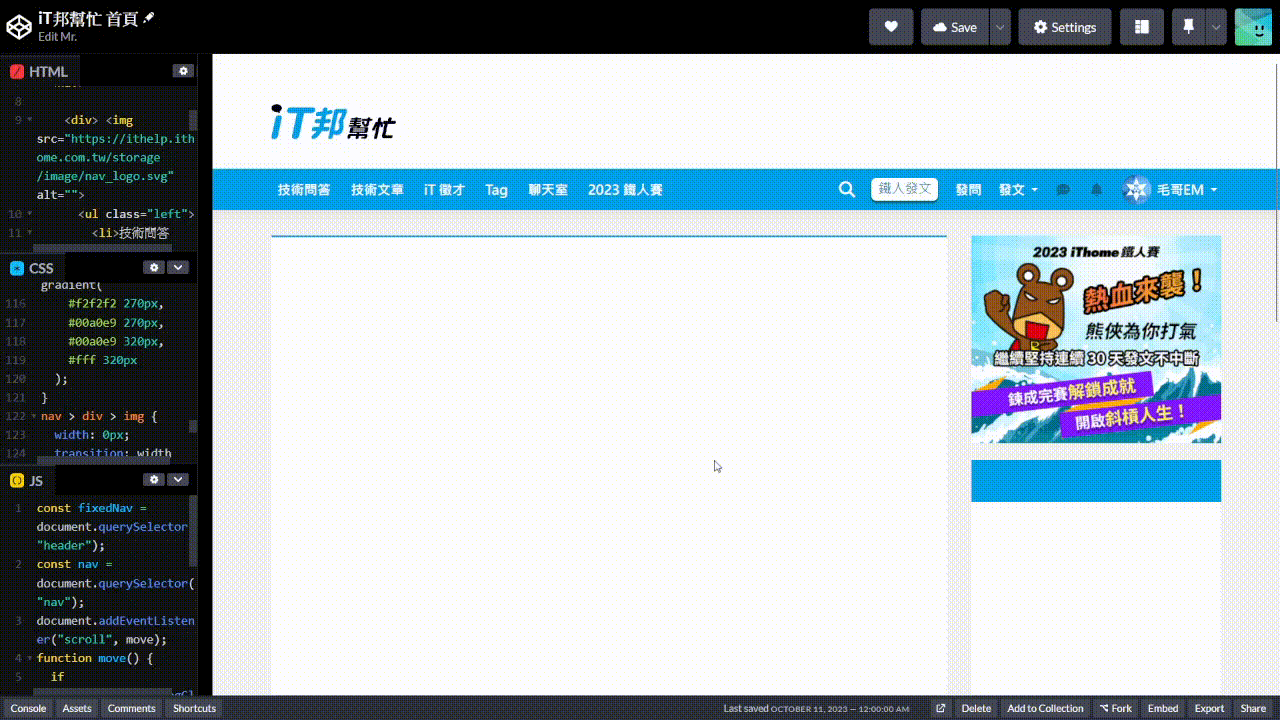 iT邦幫忙 首頁
Edit Mr.
Save
Settings
HTML
8
9 <div> <img
src="https://ithelp.ith
ome.com.tw/storage
/image/nav_logo.svg"
alt="">
10 <ul class="left">
11 <li>技術問答
CSS
gradient(
116 #f2f2f2 270px,
117 #00a0e9 270px,
118 #00a0e9 320px,
119 #fff 320px
120 );
121 }
122 nav > div > img {
123 width: 0px;
124 transition: width
JS
1 const fixedNav =
document.querySelector
"header");
2 const nav =
document.querySelector(
"nav");
3 document.addEventListen
er("scroll", move);
4 function move() {
5 if
iT邦幫忙
技術問答 技術文章 iT 徵才 Tag 聊天室 2023 鐵人賽 鐵人發文 發問 發文 毛哥EM
2023 iThome 鐵人賽
熱血來襲！
熊俠為你打氣
繼續堅持連續 30 天發文不中斷
鍊成完賽解鎖成就
開啟斜槓人生！
Console Assets Comments Shortcuts Last saved OCTOBER 11, 2023 — 12:00:00 AM Delete Add to Collection Fork Embed Export Share